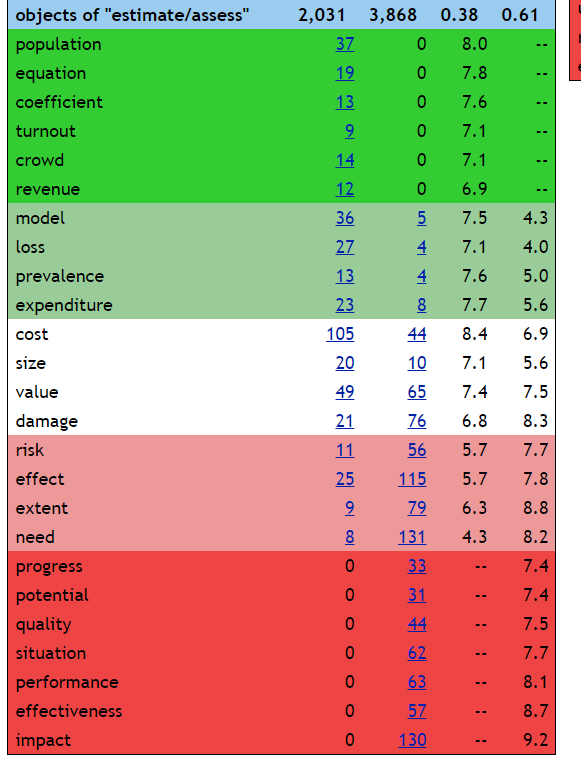 objects of "estimate/assess" 2,031 3,868 0.38 0.61
population 37 0 8.0 --
equation 19 0 7.8 --
coefficient 13 0 7.6 --
turnout 9 0 7.1 --
crowd 14 0 7.1 --
revenue 12 0 6.9 --
model 36 5 7.5 4.3
loss 27 4 7.1 4.0
prevalence 13 4 7.6 5.0
expenditure 23 8 7.7 5.6
cost 105 44 8.4 6.9
size 20 10 7.1 5.6
value 49 65 7.4 7.5
damage 21 76 6.8 8.3
risk 11 56 5.7 7.7
effect 25 115 5.7 7.8
extent 9 79 6.3 8.8
need 8 131 4.3 8.2
progress 0 33 -- 7.4
potential 0 31 -- 7.4
quality 0 44 -- 7.5
situation 0 62 -- 7.7
performance 0 63 -- 8.1
effectiveness 0 57 -- 8.7
impact 0 130 -- 9.2